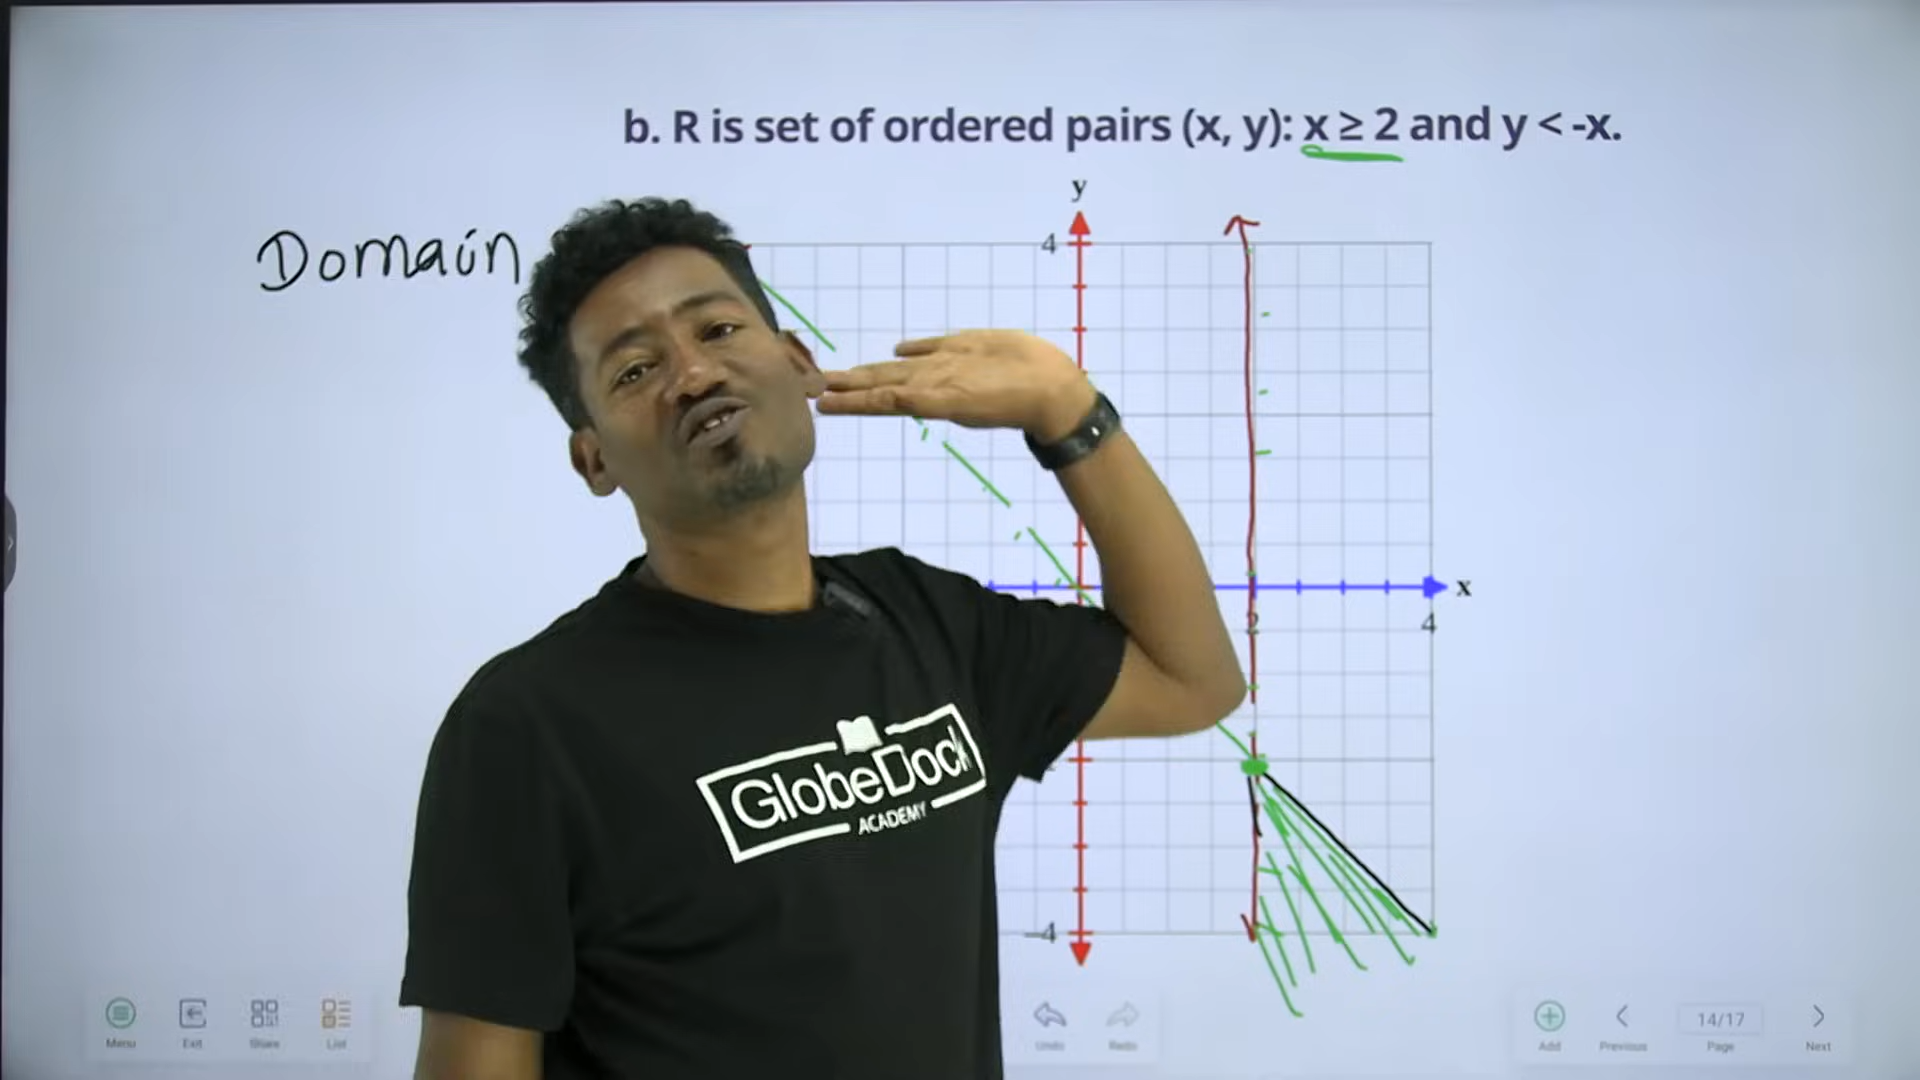 b. R is set of ordered pairs (x, y): x ≥ 2 and y < -x.
y
Domain
4
x
2
4
GlobeDock
ACADEMY
-4
Menu
Exit
Share
List
Undo
Redo
Add
Previous
14/17
Page
Next